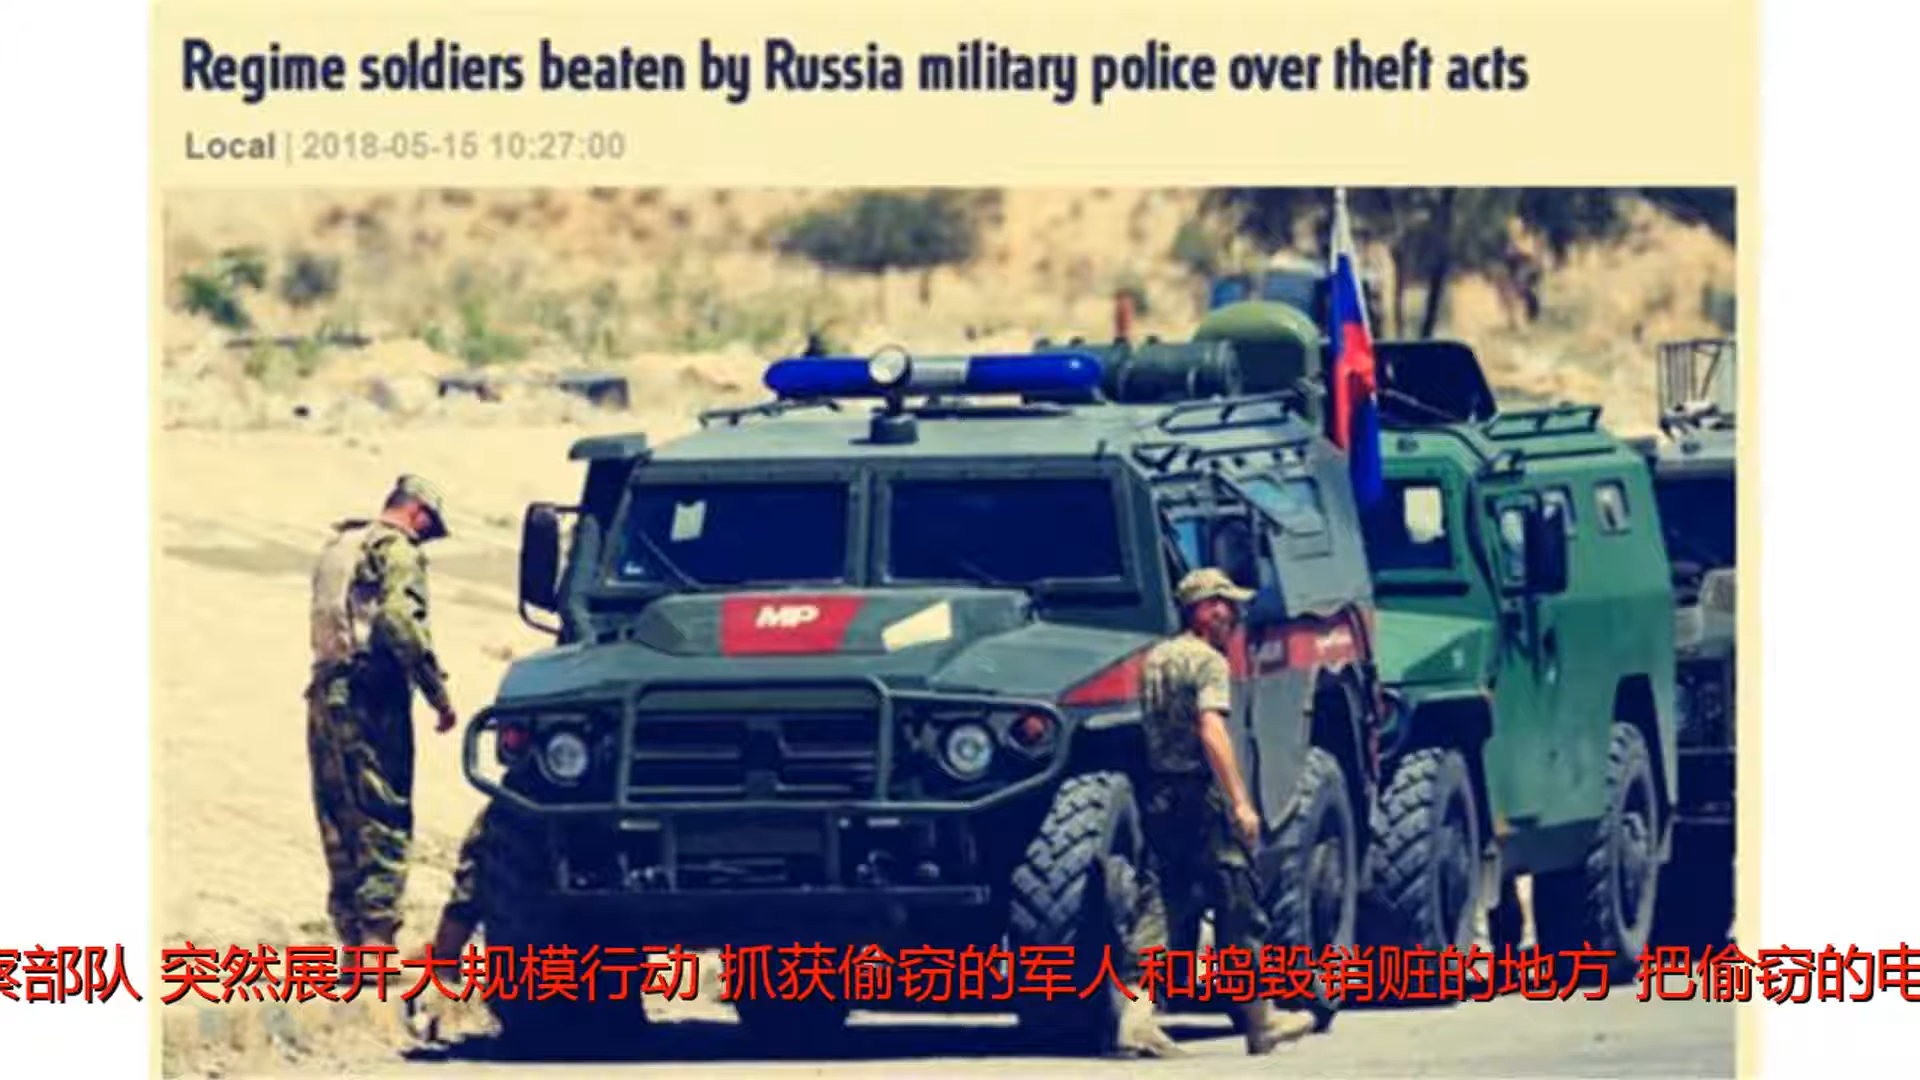 Regime soldiers beaten by Russia military police over theft acts
Local | 2018-05-15 10:27:00
MP
察部队 突然展开大规模行动 抓获偷窃的军人和捣毁销赃的地方 把偷窃的电